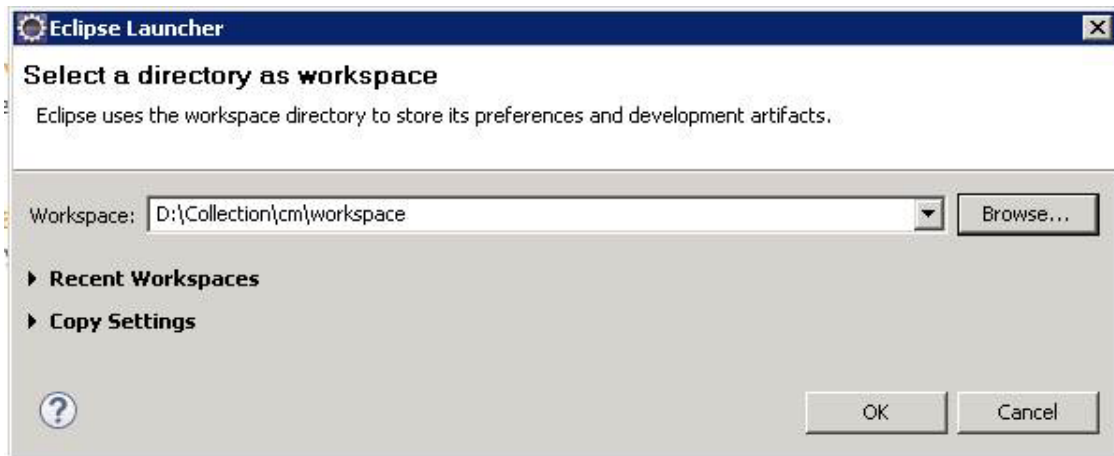 Eclipse Launcher
Select a directory as workspace
Eclipse uses the workspace directory to store its preferences and development artifacts.
Workspace: D:\Collection\cm\workspace Browse...
Recent Workspaces
Copy Settings
OK Cancel